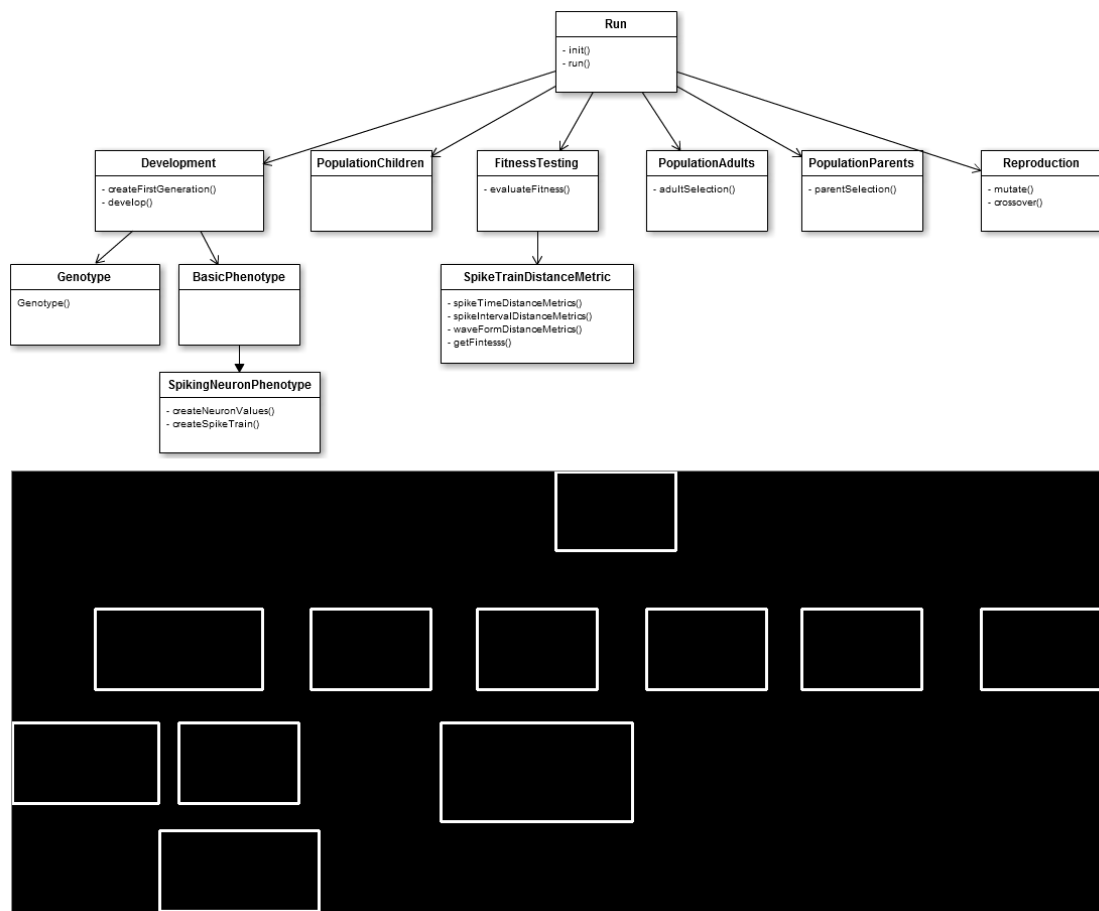 Run
- init()
- run()
Development
- createFirstGeneration()
- develop()
PopulationChildren
FitnessTesting
- evaluateFitness()
PopulationAdults
- adultSelection()
PopulationParents
- parentSelection()
Reproduction
- mutate()
- crossover()
Genotype
Genotype()
BasicPhenotype
SpikeTrainDistanceMetric
- spikeTimeDistanceMetrics()
- spikeIntervalDistanceMetrics()
- waveFormDistanceMetrics()
- getFintesss()
SpikingNeuronPhenotype
- createNeuronValues()
- createSpikeTrain()